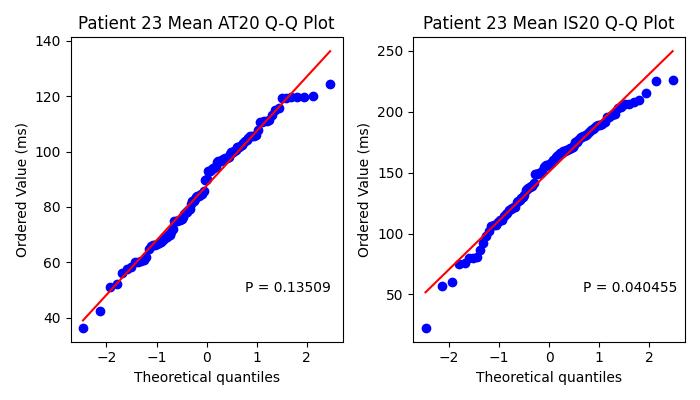 Patient 23 Mean AT20 Q-Q Plot
Ordered Value (ms)
140
120
100
80
60
40
P = 0.13509
−2
−1
0
1
2
Theoretical quantiles
Patient 23 Mean IS20 Q-Q Plot
Ordered Value (ms)
250
200
150
100
50
P = 0.040455
−2
−1
0
1
2
Theoretical quantiles